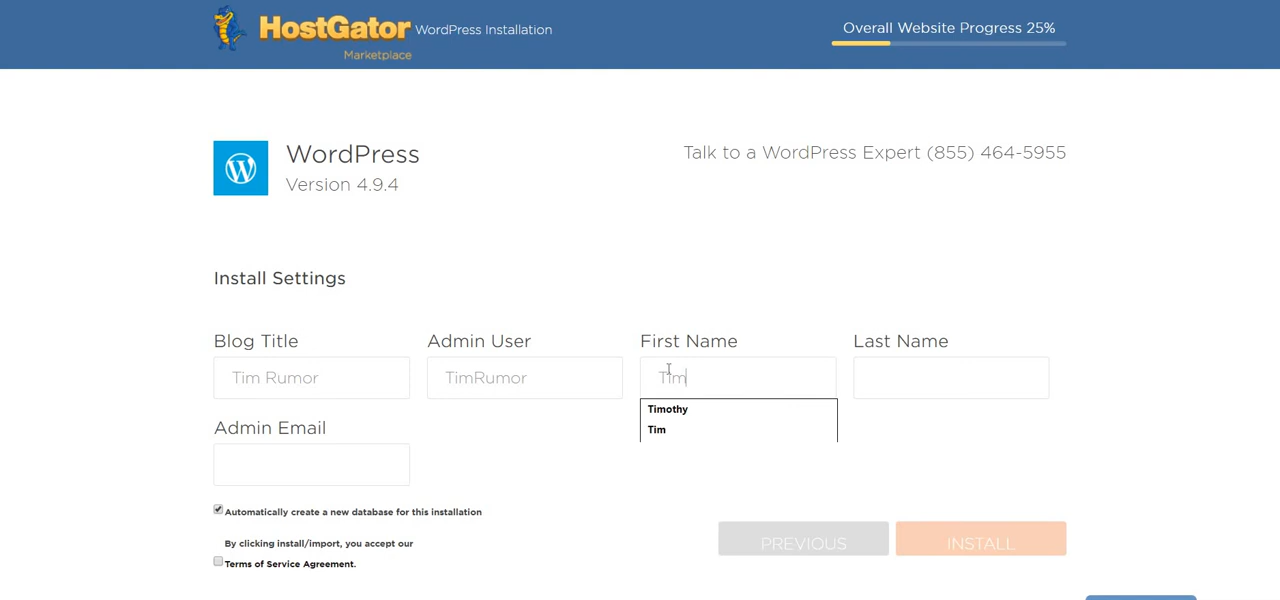 HostGator
Marketplace
WordPress Installation
Overall Website Progress 25%
WordPress
Version 4.9.4
Talk to a WordPress Expert (855) 464-5955
Install Settings
Blog Title
Admin User
First Name
Last Name
Tim Rumor
TimRumor
Tim
Timothy
Tim
Admin Email
Automatically create a new database for this installation
By clicking install/import, you accept our
Terms of Service Agreement.
PREVIOUS
INSTALL